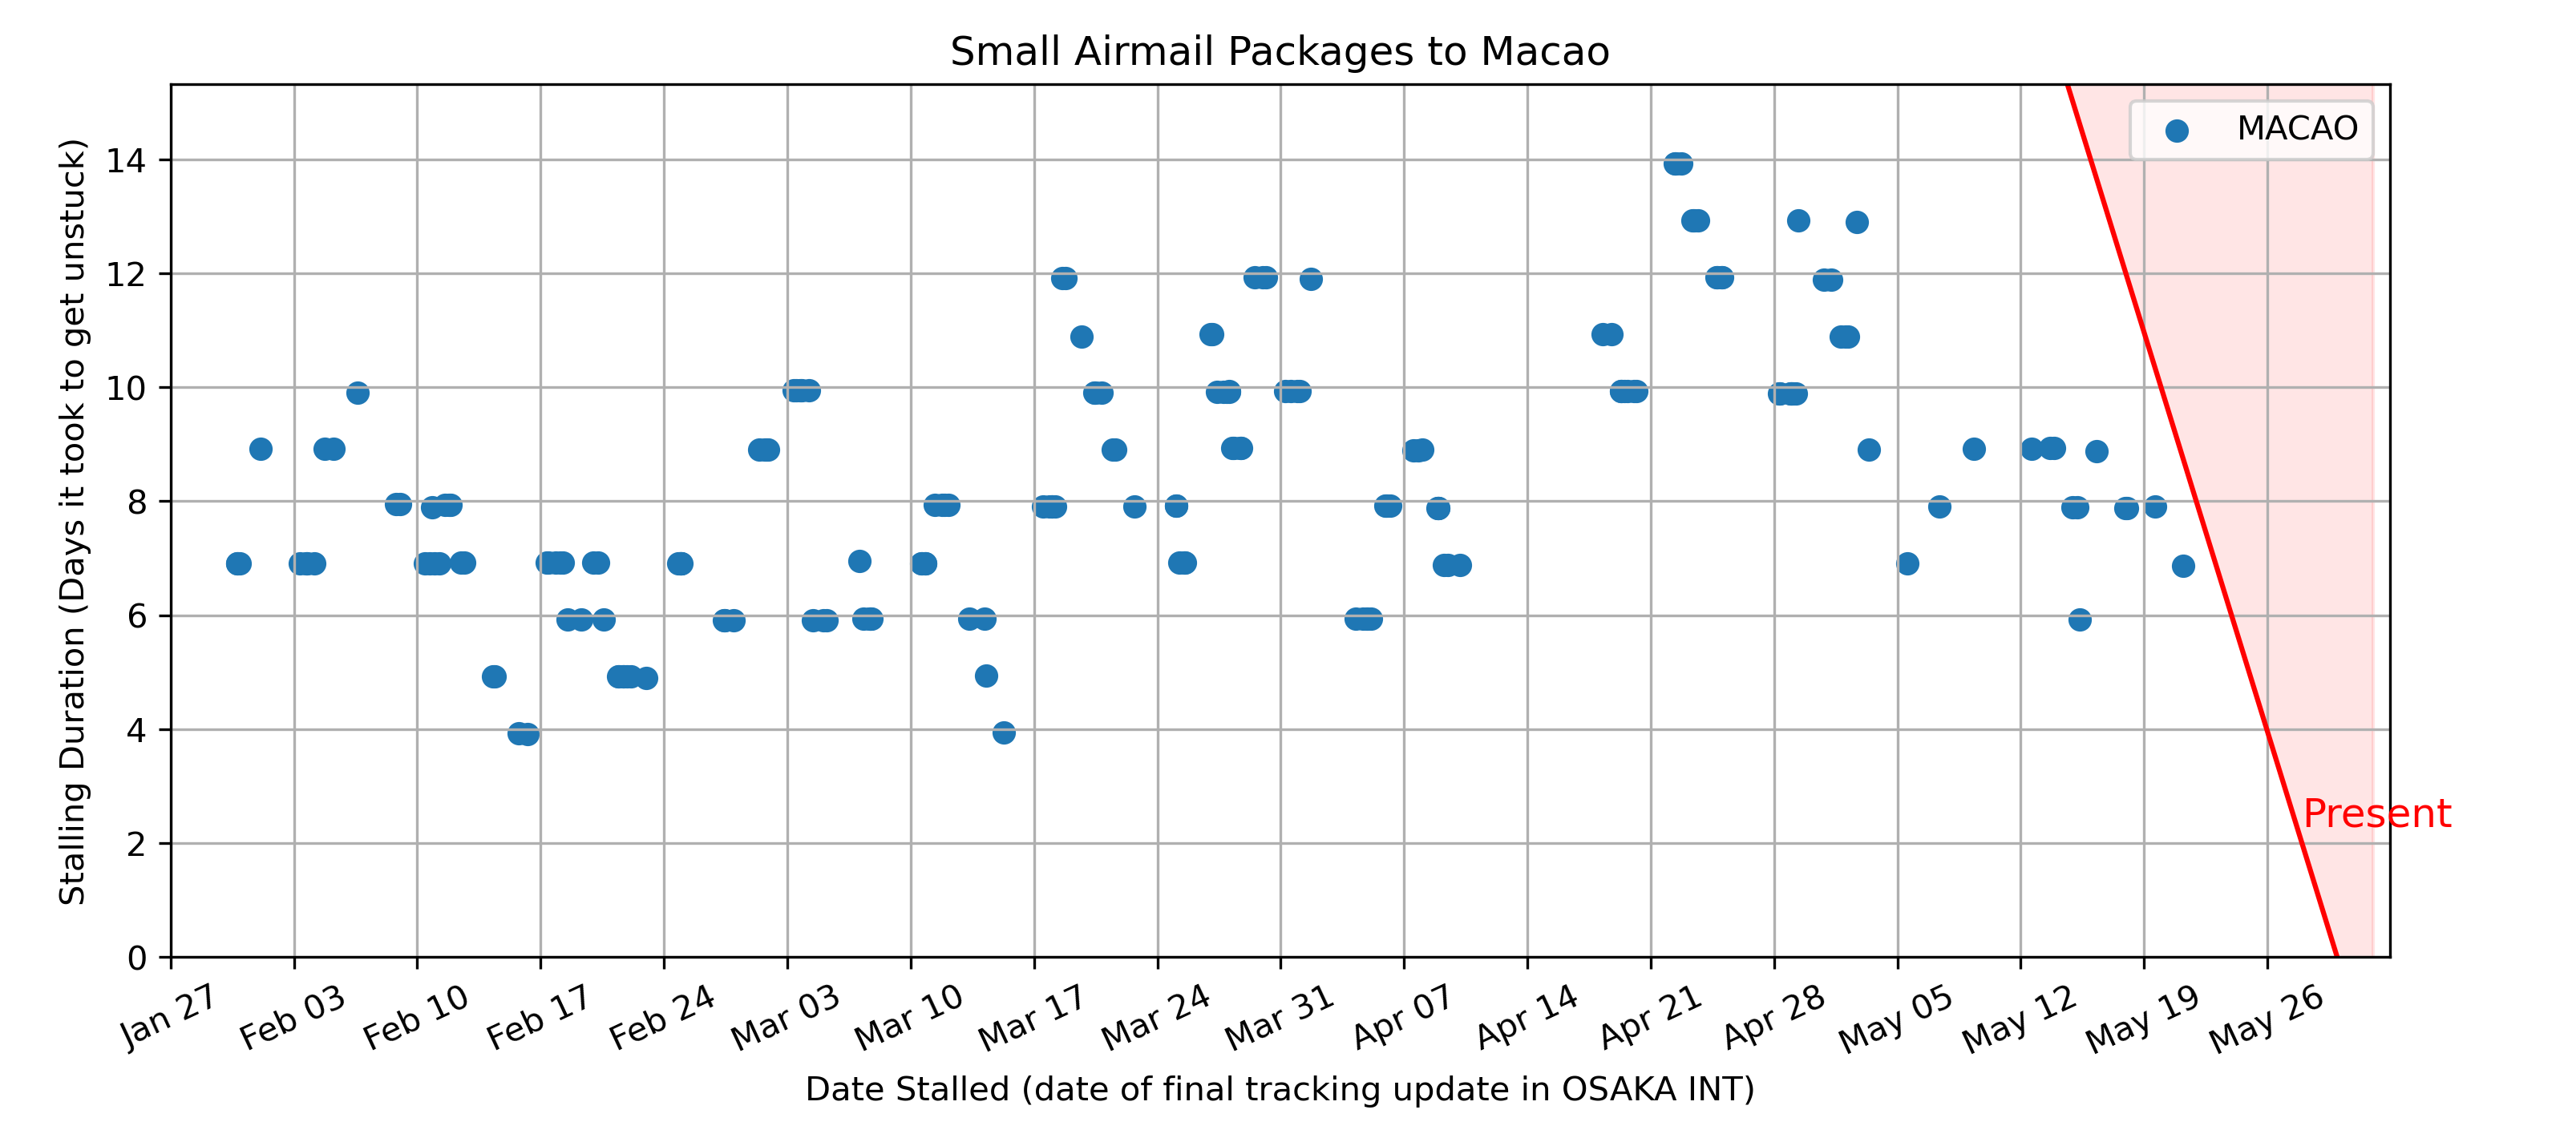 Small Airmail Packages to Macao
Stalling Duration (Days it took to get unstuck)
14
12
10
8
6
4
2
0
MACAO
Present
Jan 27
Feb 03
Feb 10
Feb 17
Feb 24
Mar 03
Mar 10
Mar 17
Mar 24
Mar 31
Apr 07
Apr 14
Apr 21
Apr 28
May 05
May 12
May 19
May 26
Date Stalled (date of final tracking update in OSAKA INT)